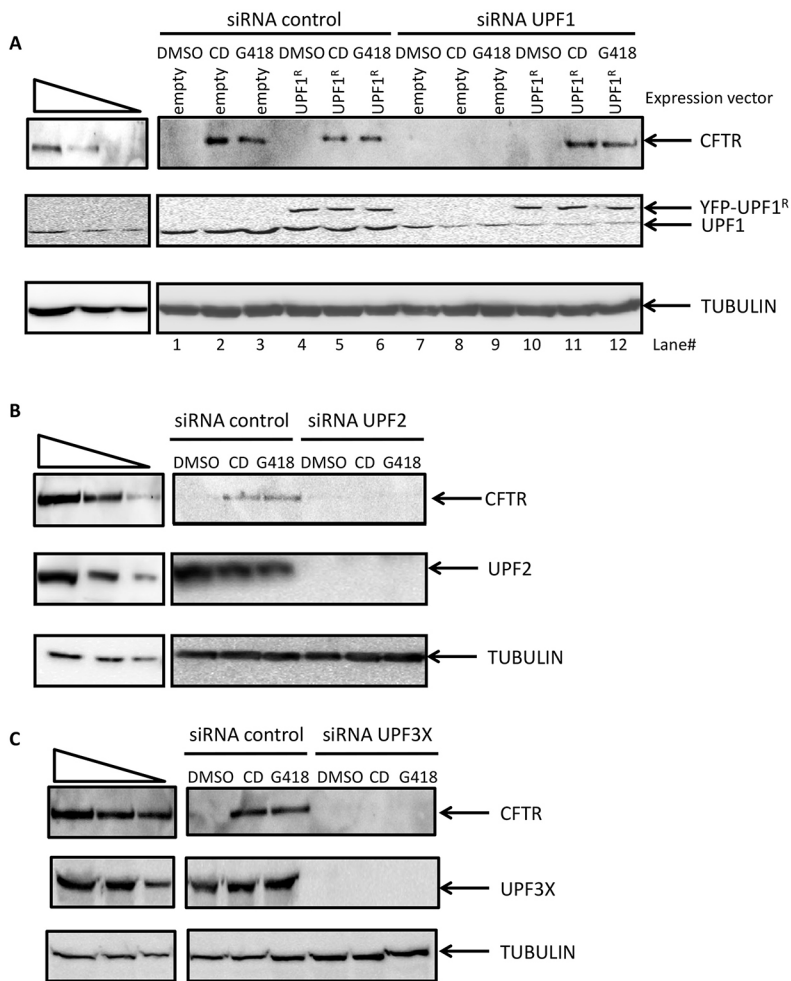 siRNA control siRNA UPF1
A
DMSO CD G418 DMSO CD G418 DMSO CD G418 DMSO CD G418
empty empty empty UPF1R UPF1R UPF1R empty empty empty UPF1R UPF1R UPF1R Expression vector
CFTR
YFP-UPF1R
UPF1
TUBULIN
1 2 3 4 5 6 7 8 9 10 11 12 Lane#
B
siRNA control siRNA UPF2
DMSO CD G418 DMSO CD G418
CFTR
UPF2
TUBULIN
C
siRNA control siRNA UPF3X
DMSO CD G418 DMSO CD G418
CFTR
UPF3X
TUBULIN